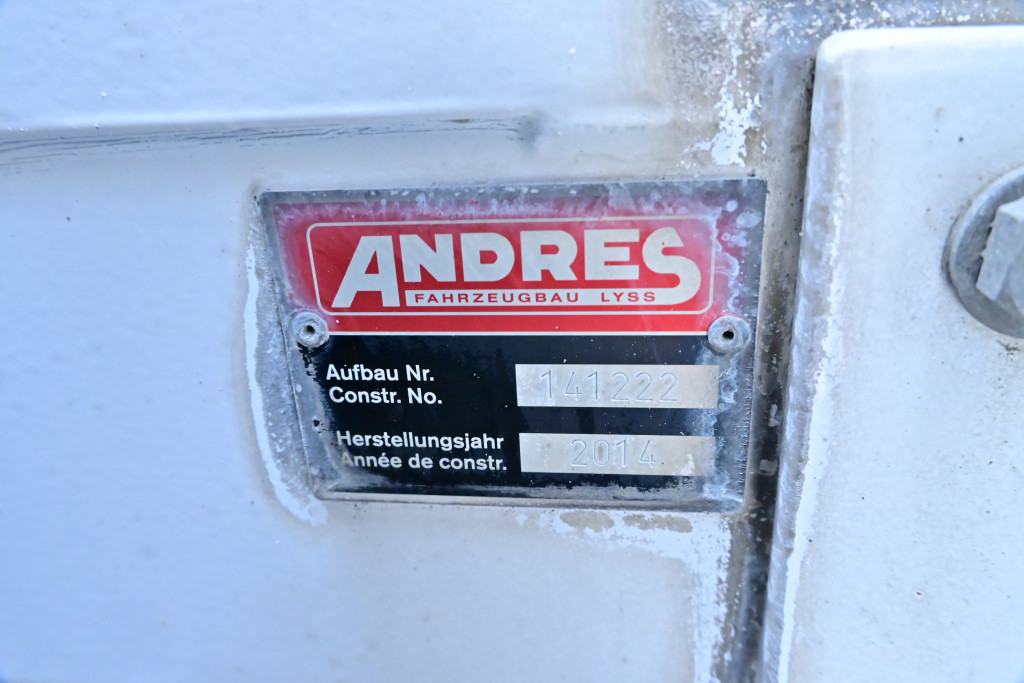 ANDRES
FAHRZEUGBAU LYSS
Aufbau Nr.
Constr. No.
141222
Herstellungsjahr
Année de constr.
2014